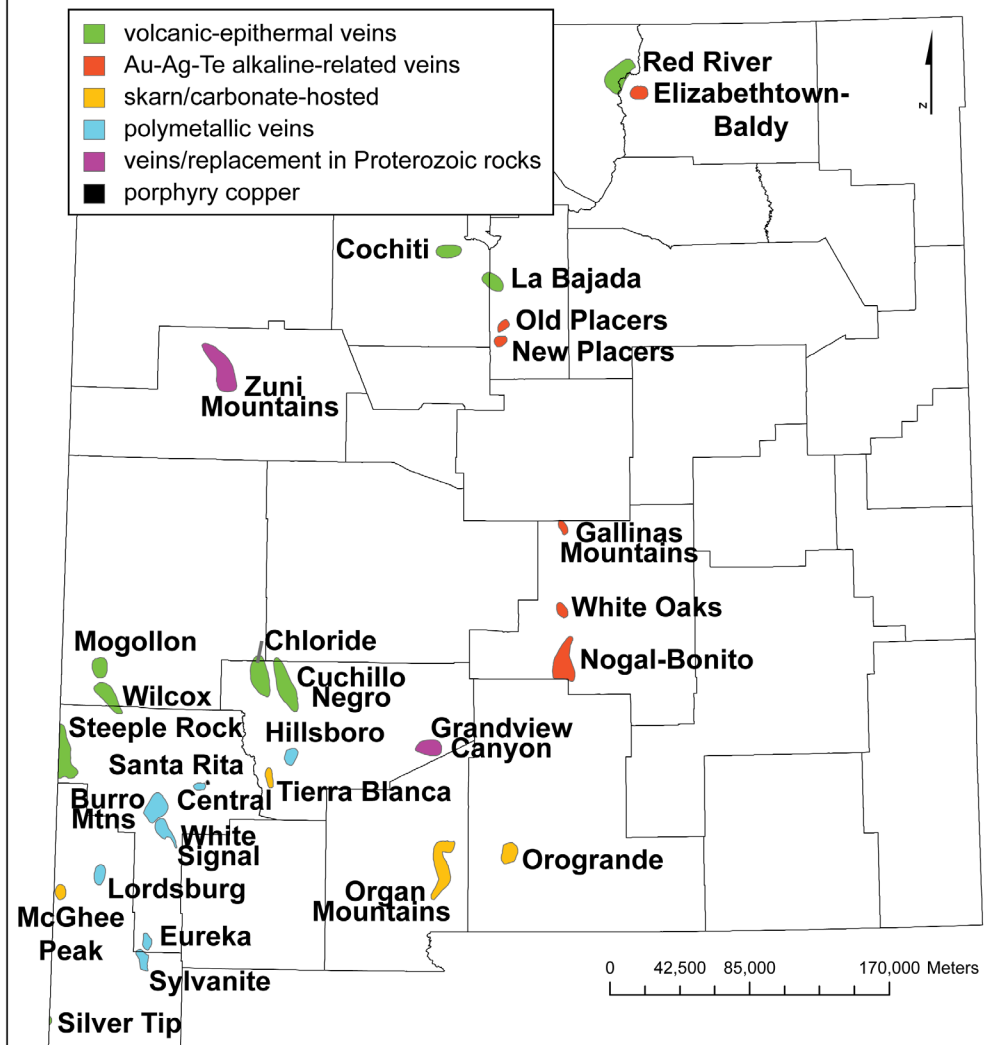 volcanic-epithermal veins
Au-Ag-Te alkaline-related veins
skarn/carbonate-hosted
polymetallic veins
veins/replacement in Proterozoic rocks
porphyry copper
Red River
Elizabethtown-
Baldy
N
Cochiti
La Bajada
Old Placers
New Placers
Zuni
Mountains
Gallinas
Mountains
White Oaks
Nogal-Bonito
Mogollon
Chloride
Wilcox
Cuchillo
Negro
Steeple Rock
Hillsboro
Grandview
Canyon
Santa Rita
Tierra Blanca
Burro
Mtns
Central
White
Signal
Lordsburg
Organ
Mountains
Orogrande
McGhee
Peak
Eureka
Sylvanite
Silver Tip
0 42,500 85,000 170,000 Meters